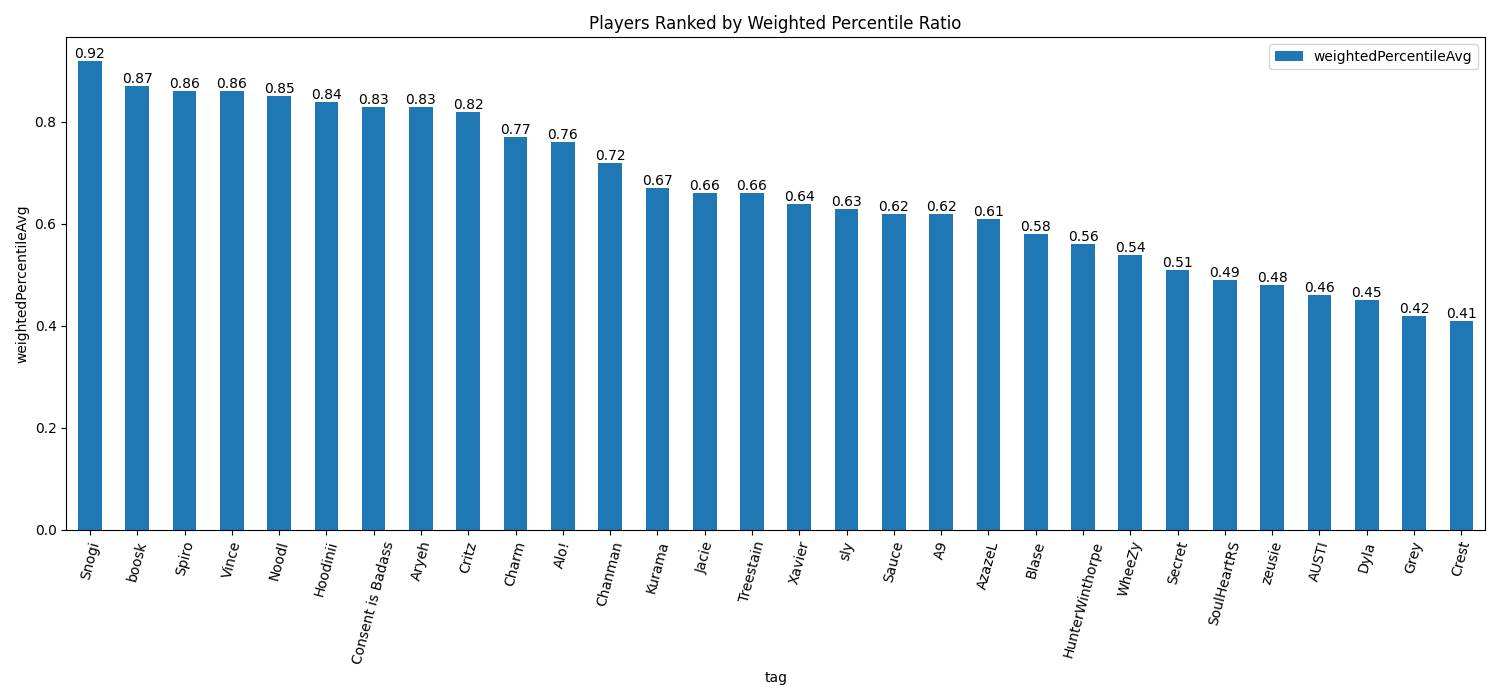 Players Ranked by Weighted Percentile Ratio
weightedPercentileAvg
weightedPercentileAvg
0.8
0.6
0.4
0.2
0.0
0.92
0.87
0.86
0.86
0.85
0.84
0.83
0.83
0.82
0.77
0.76
0.72
0.67
0.66
0.66
0.64
0.63
0.62
0.62
0.61
0.58
0.56
0.54
0.51
0.49
0.48
0.46
0.45
0.42
0.41
Snogi
boosk
Spiro
Vince
Noodl
Hoodinii
Consent is Badass
Aryeh
Critz
Charm
Alo!
Chanman
Kurama
Jacie
Treestain
Xavier
sly
Sauce
A9
AzazeL
Blase
HunterWinthorpe
WheeZy
Secret
SoulHeartRS
zeusie
AUSTI
Dyla
Grey
Crest
tag